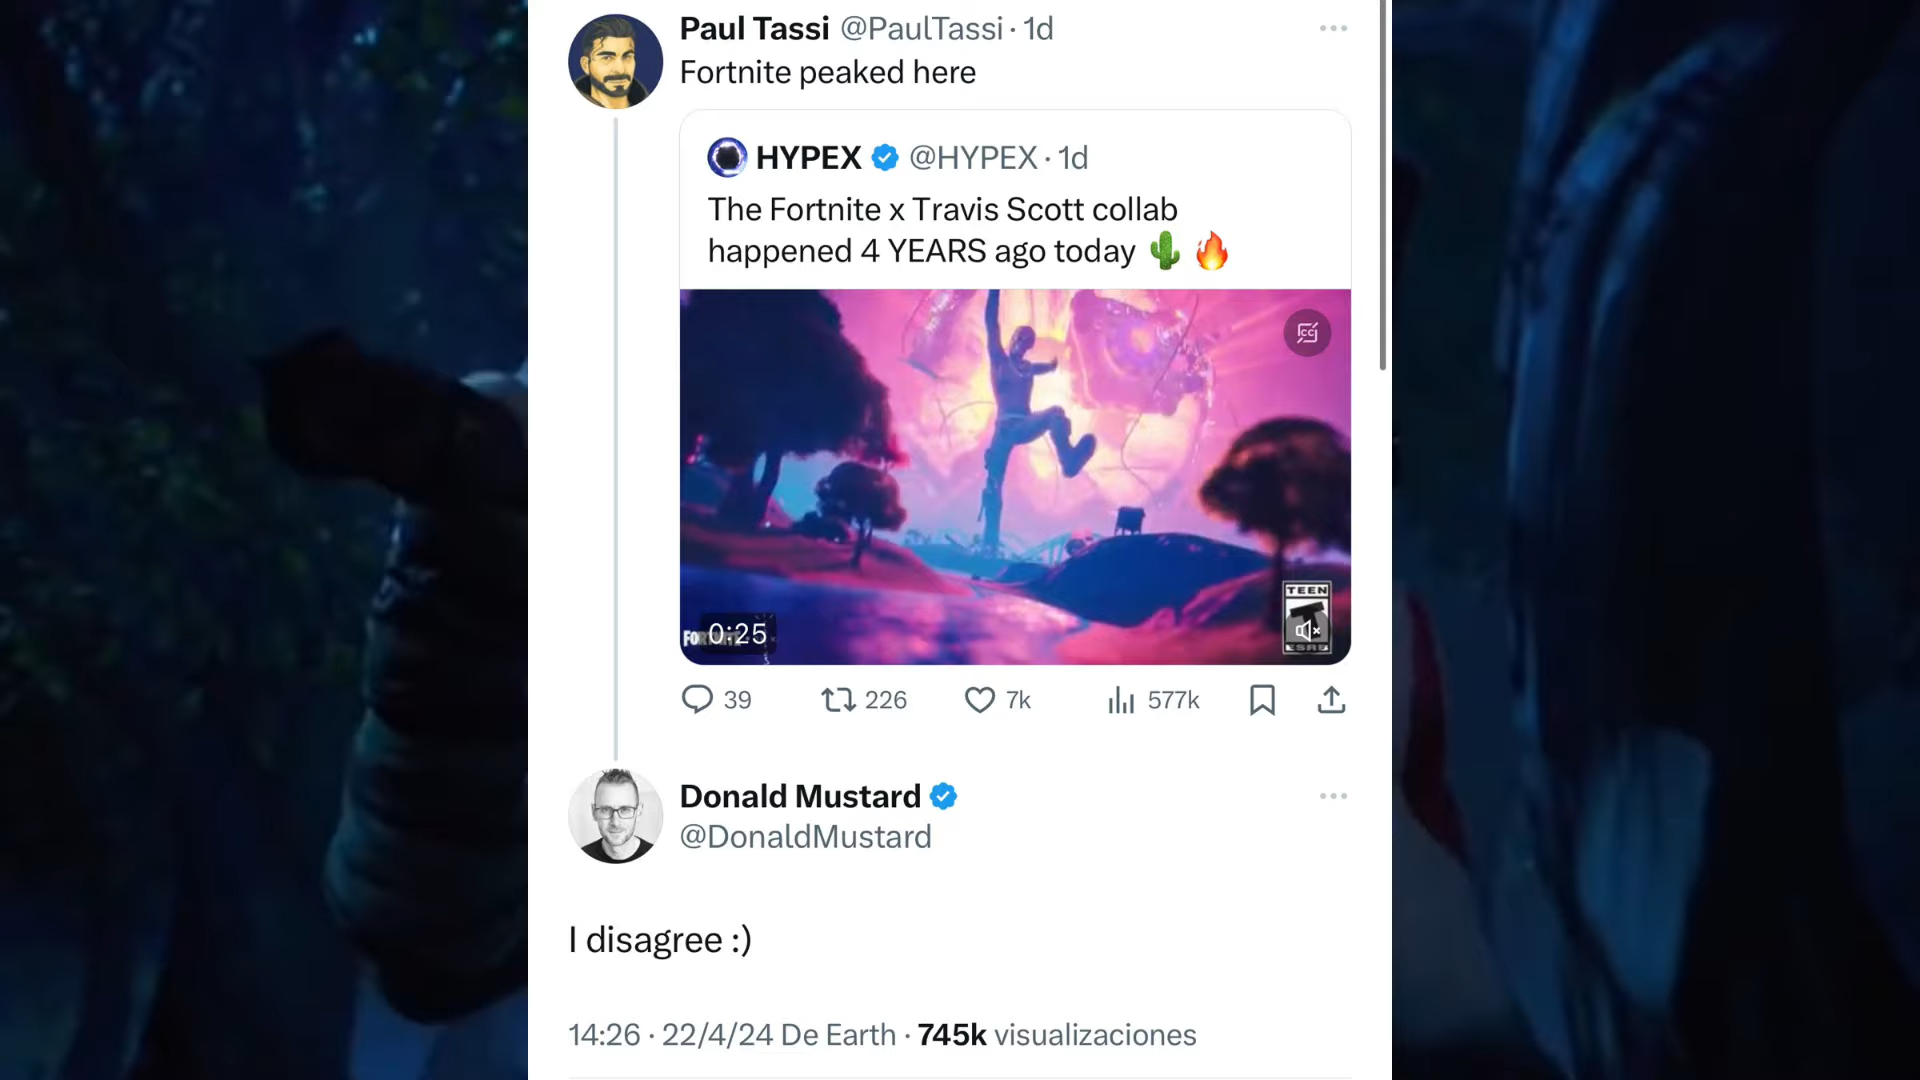 Paul Tassi @PaulTassi · 1d
Fortnite peaked here
HYPEX @HYPEX · 1d
The Fortnite x Travis Scott collab
happened 4 YEARS ago today 🌵 🔥
CC
TEEN
0:25
ESRB
39 226 7k 577k
Donald Mustard
@DonaldMustard
I disagree :)
14:26 · 22/4/24 De Earth · 745k visualizaciones